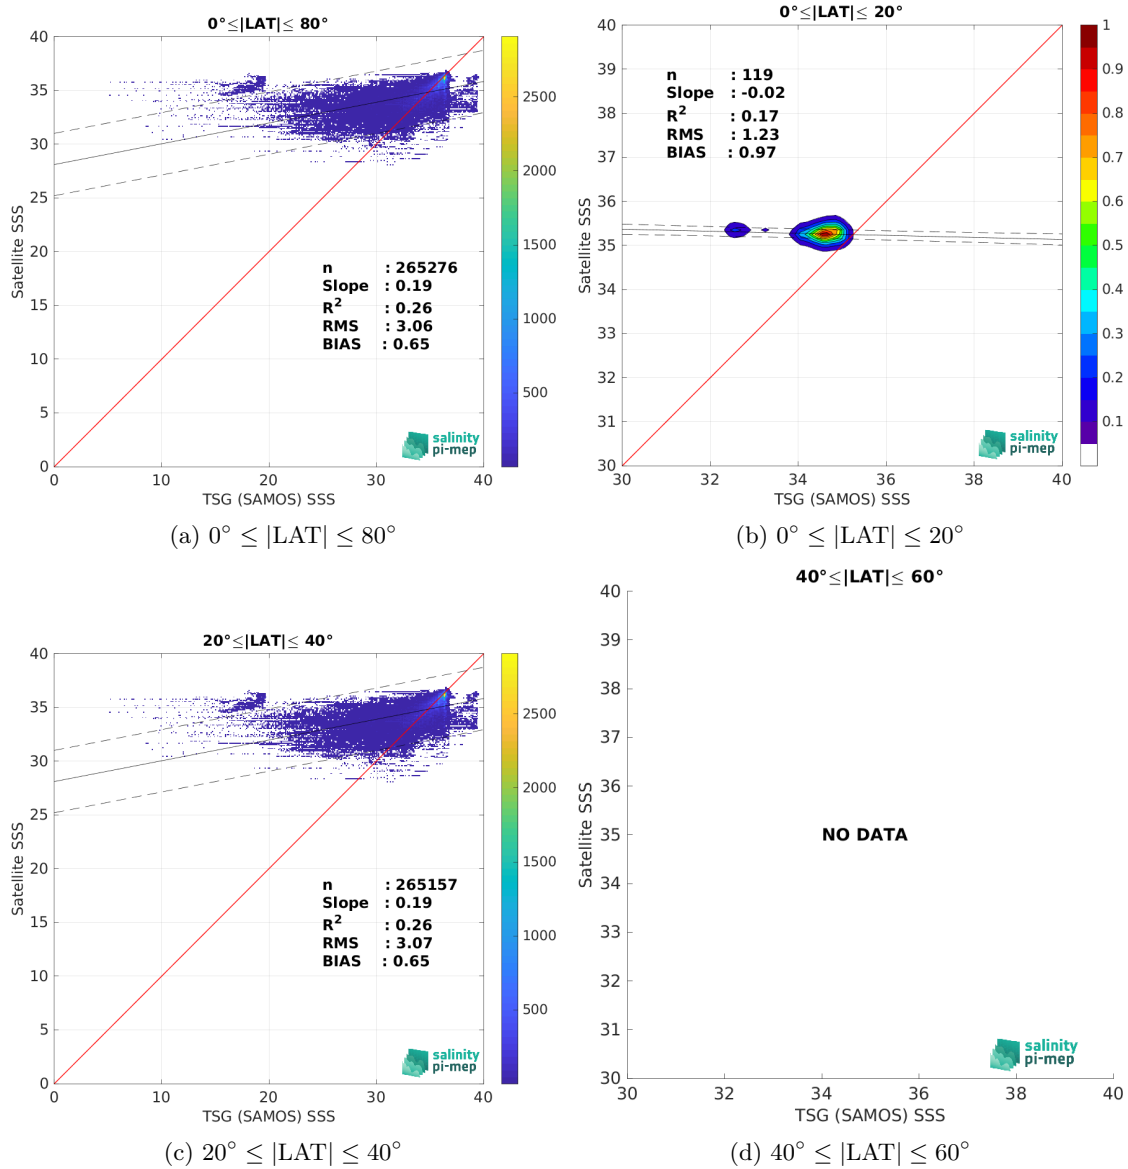 0°≤|LAT|≤ 80°
40
35
30
25
20
15
10
5
0
Satellite SSS
n : 265276
Slope : 0.19
R² : 0.26
RMS : 3.06
BIAS : 0.65
salinity
pi-mep
0 10 20 30 40
TSG (SAMOS) SSS
2500
2000
1500
1000
500
(a) 0° ≤ |LAT| ≤ 80°
0°≤|LAT|≤ 20°
40
39
38
37
36
35
34
33
32
31
30
Satellite SSS
n : 119
Slope : -0.02
R² : 0.17
RMS : 1.23
BIAS : 0.97
salinity
pi-mep
30 32 34 36 38 40
TSG (SAMOS) SSS
1
0.9
0.8
0.7
0.6
0.5
0.4
0.3
0.2
0.1
(b) 0° ≤ |LAT| ≤ 20°
20°≤|LAT|≤ 40°
40
35
30
25
20
15
10
5
0
Satellite SSS
n : 265157
Slope : 0.19
R² : 0.26
RMS : 3.07
BIAS : 0.65
salinity
pi-mep
0 10 20 30 40
TSG (SAMOS) SSS
2500
2000
1500
1000
500
(c) 20° ≤ |LAT| ≤ 40°
40°≤|LAT|≤ 60°
40
39
38
37
36
35
34
33
32
31
30
Satellite SSS
NO DATA
salinity
pi-mep
30 32 34 36 38 40
TSG (SAMOS) SSS
(d) 40° ≤ |LAT| ≤ 60°